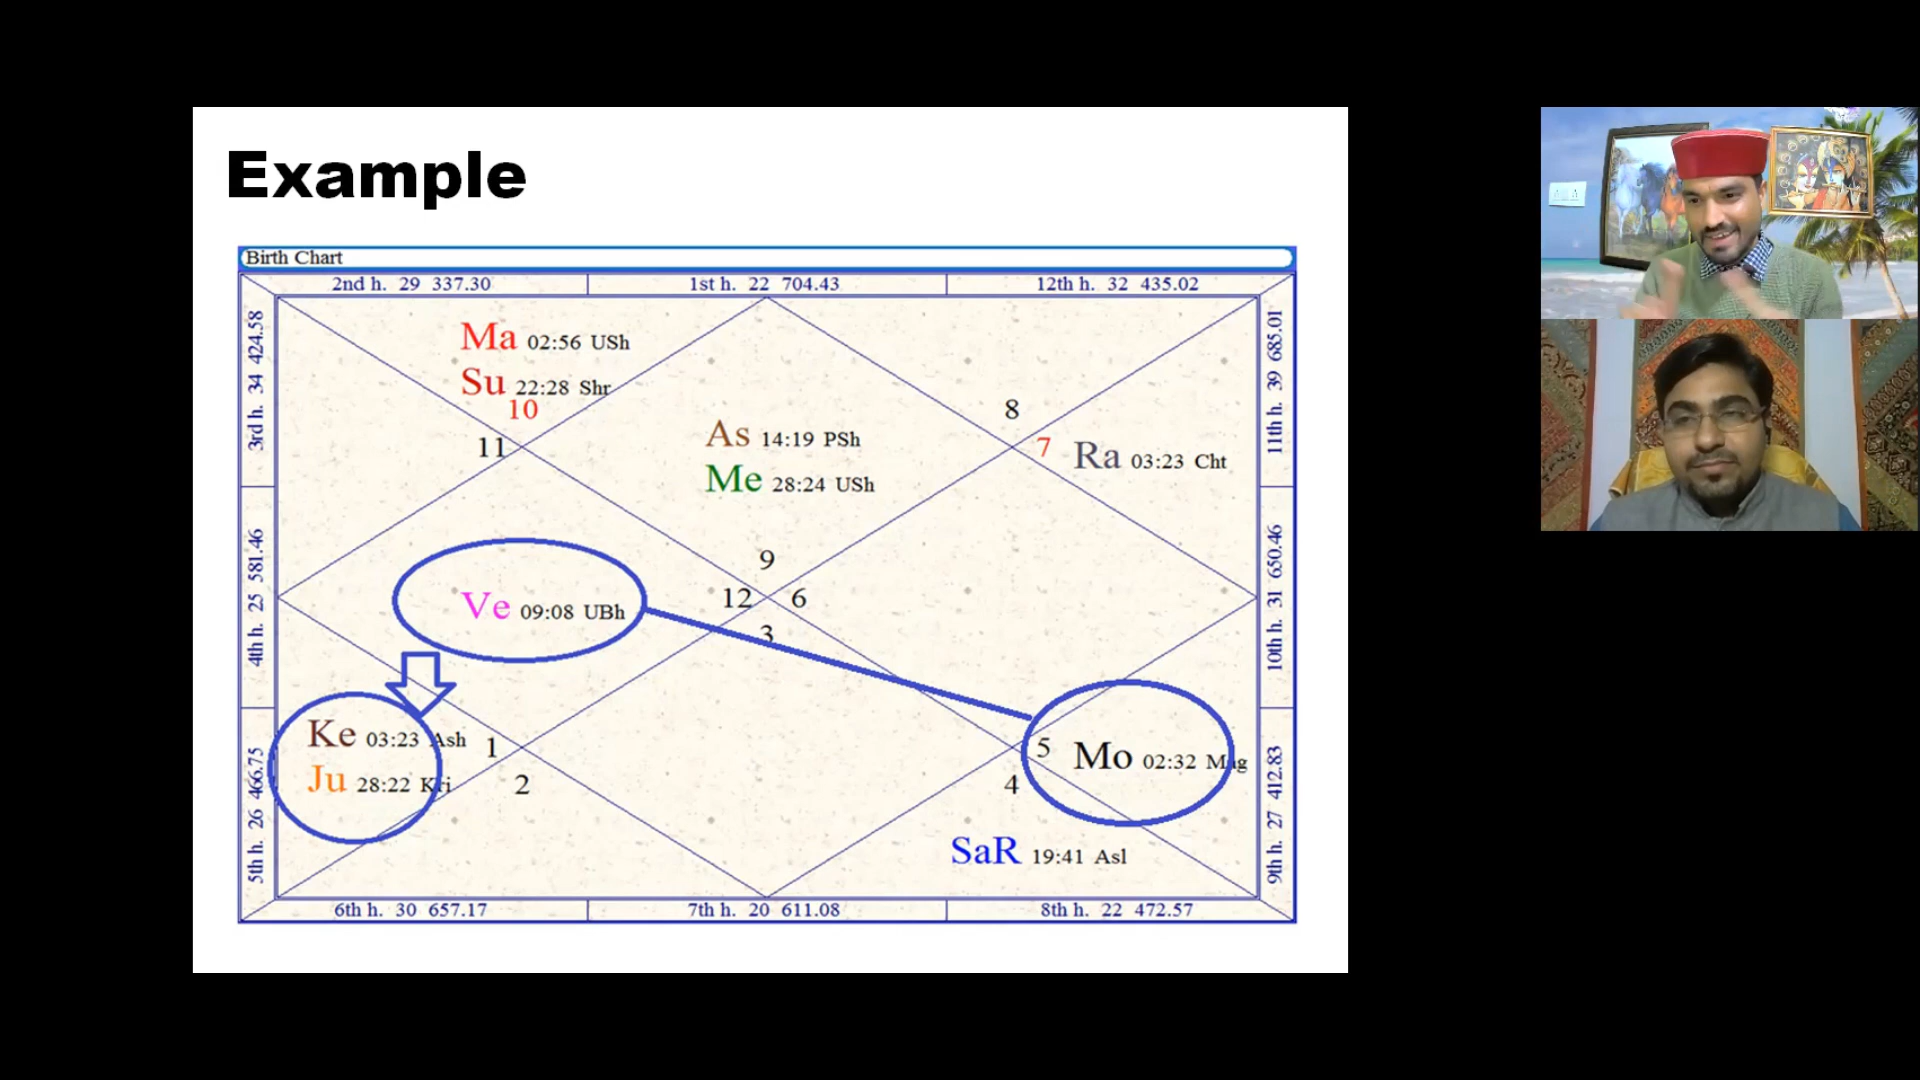 Example
Birth Chart
2nd h. 29 337.30
1st h. 22 704.43
12th h. 32 435.02
3rd h. 34 424.58
11th h. 39 685.01
Ma 02:56 USh
Su 22:28 Shr
10
11
As 14:19 PSh
Me 28:24 USh
8
7
Ra 03:23 Cht
4th h. 25 581.46
10th h. 31 650.46
Ve 09:08 UBh
9
12
6
3
5th h. 26 466.75
9th h. 27 412.83
Ke 03:23 Ash
Ju 28:22 Kri
1
2
5
Mo 02:32 Mag
4
SaR 19:41 Asl
6th h. 30 657.17
7th h. 20 611.08
8th h. 22 472.57